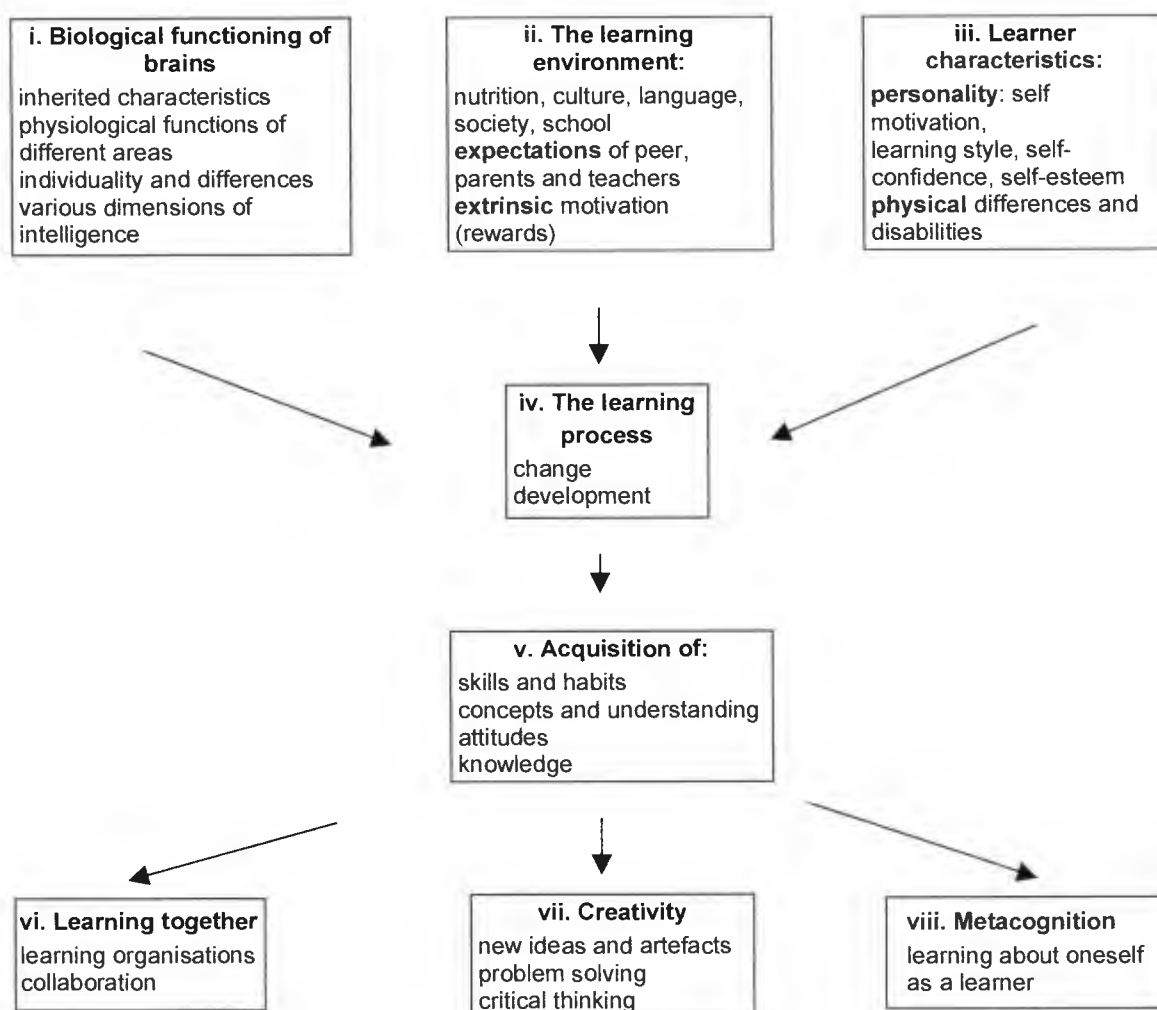 i. Biological functioning of
brains
inherited characteristics
physiological functions of
different areas
individuality and differences
various dimensions of
intelligence
ii. The learning
environment:
nutrition, culture, language,
society, school
expectations of peer,
parents and teachers
extrinsic motivation
(rewards)
iii. Learner
characteristics:
personality: self
motivation,
learning style, self-
confidence, self-esteem
physical differences and
disabilities
iv. The learning
process
change
development
v. Acquisition of:
skills and habits
concepts and understanding
attitudes
knowledge
vi. Learning together
learning organisations
collaboration
vii. Creativity
new ideas and artefacts
problem solving
critical thinking
viii. Metacognition
learning about oneself
as a learner